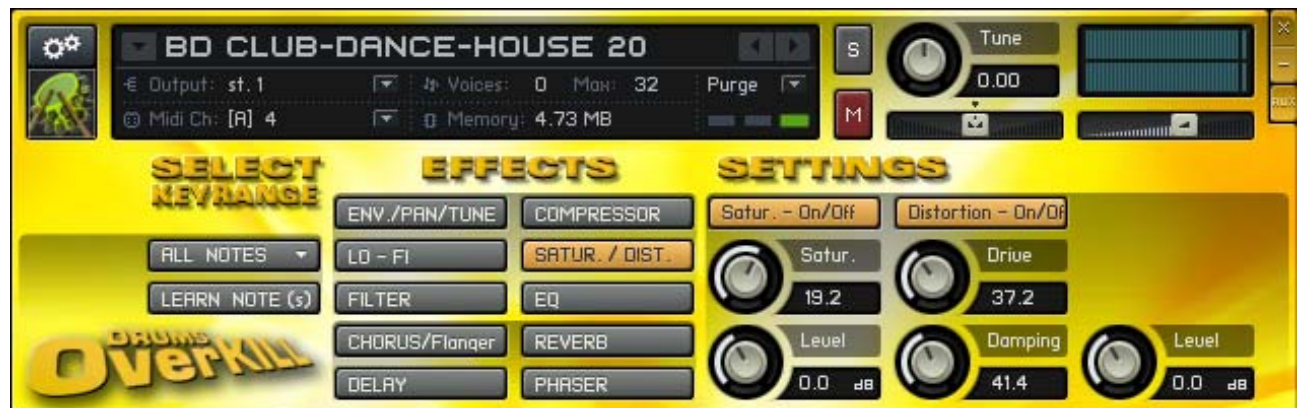 BD CLUB-DANCE-HOUSE 20
Output: st. 1
Voices: 0 Max: 32
Purge
Midi Ch: [A] 4
Memory: 4.73 MB
S
M
Tune
0.00
×
-
AUX
SELECT
KEYRANGE
ALL NOTES
LEARN NOTE (s)
DRUMS
OverKILL
EFFECTS
ENV./PAN/TUNE
COMPRESSOR
LO - FI
SATUR. / DIST.
FILTER
EQ
CHORUS/Flanger
REVERB
DELAY
PHASER
SETTINGS
Satur. - On/Off
Distortion - On/Of
Satur.
19.2
Drive
37.2
Level
0.0 dB
Damping
41.4
Level
0.0 dB